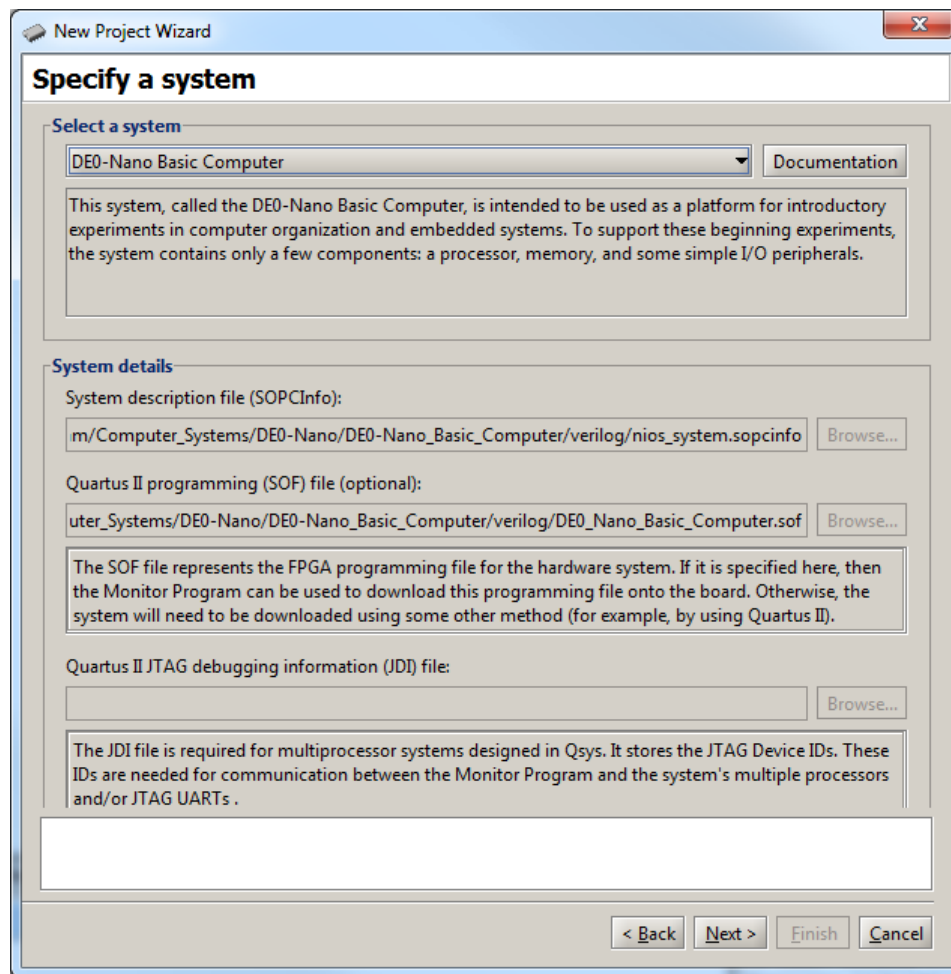 New Project Wizard
Specify a system
Select a system
DE0-Nano Basic Computer
Documentation
This system, called the DE0-Nano Basic Computer, is intended to be used as a platform for introductory
experiments in computer organization and embedded systems. To support these beginning experiments,
the system contains only a few components: a processor, memory, and some simple I/O peripherals.
System details
System description file (SOPCInfo):
m/Computer_Systems/DE0-Nano/DE0-Nano_Basic_Computer/verilog/nios_system.sopcinfo
Browse...
Quartus II programming (SOF) file (optional):
uter_Systems/DE0-Nano/DE0-Nano_Basic_Computer/verilog/DE0_Nano_Basic_Computer.sof
Browse...
The SOF file represents the FPGA programming file for the hardware system. If it is specified here, then
the Monitor Program can be used to download this programming file onto the board. Otherwise, the
system will need to be downloaded using some other method (for example, by using Quartus II).
Quartus II JTAG debugging information (JDI) file:
Browse...
The JDI file is required for multiprocessor systems designed in Qsys. It stores the JTAG Device IDs. These
IDs are needed for communication between the Monitor Program and the system's multiple processors
and/or JTAG UARTs .
< Back
Next >
Finish
Cancel